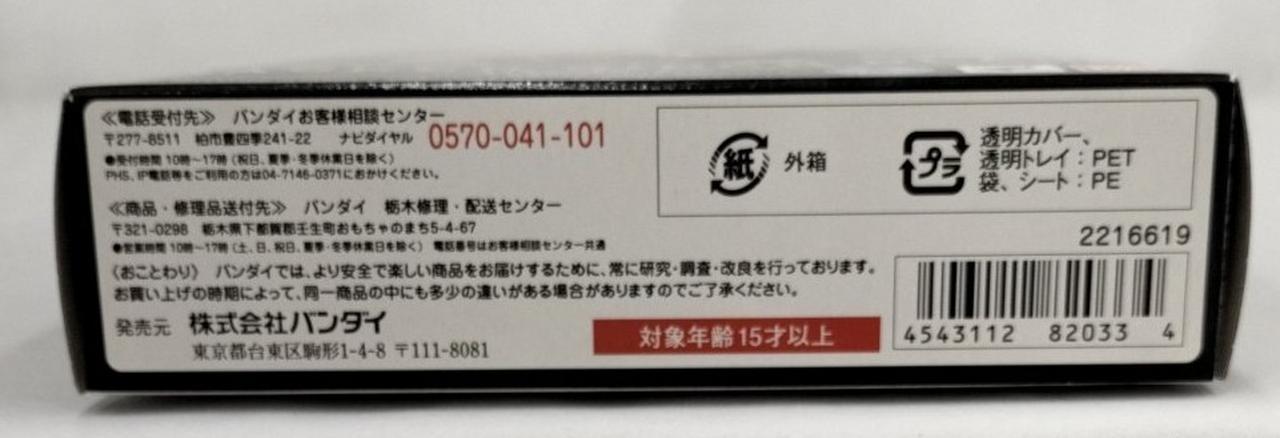 ≪電話受付先≫ バンダイお客様相談センター
〒277-8511 柏市豊四季241-22 ナビダイヤル 0570-041-101
●受付時間 10時～17時(祝日、夏季・冬季休業日を除く)
PHS、IP電話等をご利用の方は04-7146-0371におかけください。
≪商品・修理品送付先≫ バンダイ 栃木修理・配送センター
〒321-0298 栃木県下都賀郡壬生町おもちゃのまち5-4-67
●営業時間 10時～17時(土、日、祝日、夏季・冬季休業日を除く) 電話番号はお客様相談センター共通
〈おことわり〉 バンダイでは、より安全で楽しい商品をお届けするために、常に研究・調査・改良を行っております。
お買い上げの時期によって、同一商品の中にも多少の違いがある場合がありますのでご了承ください。
発売元 株式会社バンダイ
東京都台東区駒形1-4-8 〒111-8081
対象年齢15才以上
紙 外箱
プラ 透明カバー、
透明トレイ：PET
袋、シート：PE
2216619
4543112 82033 4